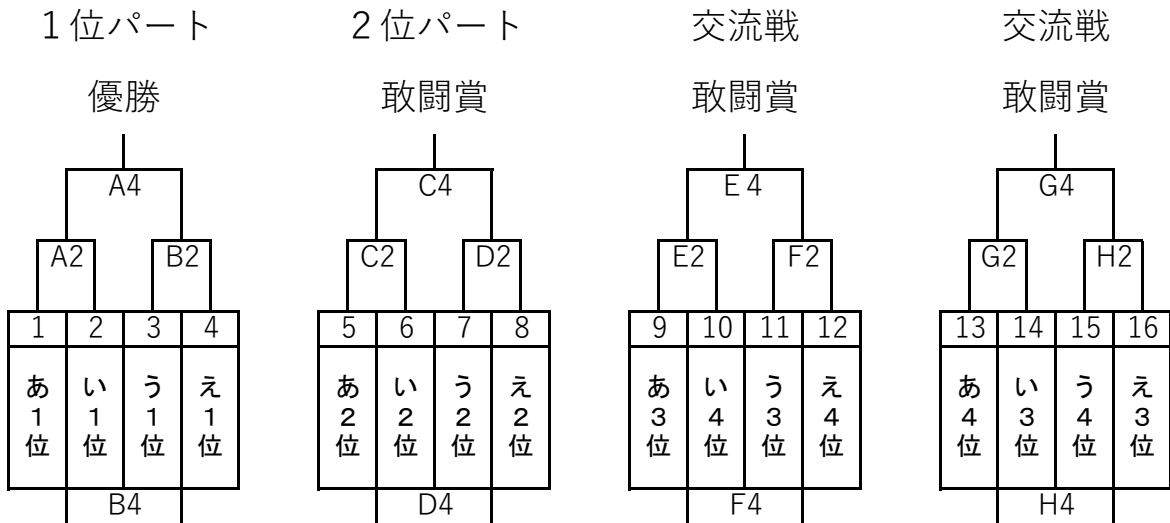 1位パート 2位パート 交流戦 交流戦
優勝 敢闘賞 敢闘賞 敢闘賞
A4 C4 E4 G4
A2 B2 C2 D2 E2 F2 G2 H2
1 2 3 4 5 6 7 8 9 10 11 12 13 14 15 16
あ1位 い1位 う1位 え1位 あ2位 い2位 う2位 え2位 あ3位 い4位 う3位 え4位 あ4位 い3位 う4位 え3位
B4 D4 F4 H4